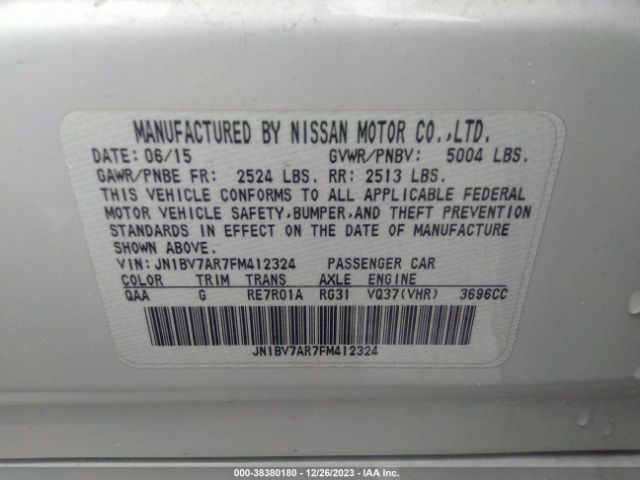 MANUFACTURED BY NISSAN MOTOR CO.,LTD.
DATE: 06/15 GVWR/PNBV: 5004 LBS.
GAWR/PNBE FR: 2524 LBS. RR: 2513 LBS.
THIS VEHICLE CONFORMS TO ALL APPLICABLE FEDERAL
MOTOR VEHICLE SAFETY,BUMPER,AND THEFT PREVENTION
STANDARDS IN EFFECT ON THE DATE OF MANUFACTURE
SHOWN ABOVE.
VIN:JN1BV7AR7FM412324 PASSENGER CAR
COLOR TRIM TRANS AXLE ENGINE
QAA G RE7R01A RG31 VQ37(VHR) 3696CC
JN1BV7AR7FM412324
000-38380180 - 12/26/2023 - IAA Inc.